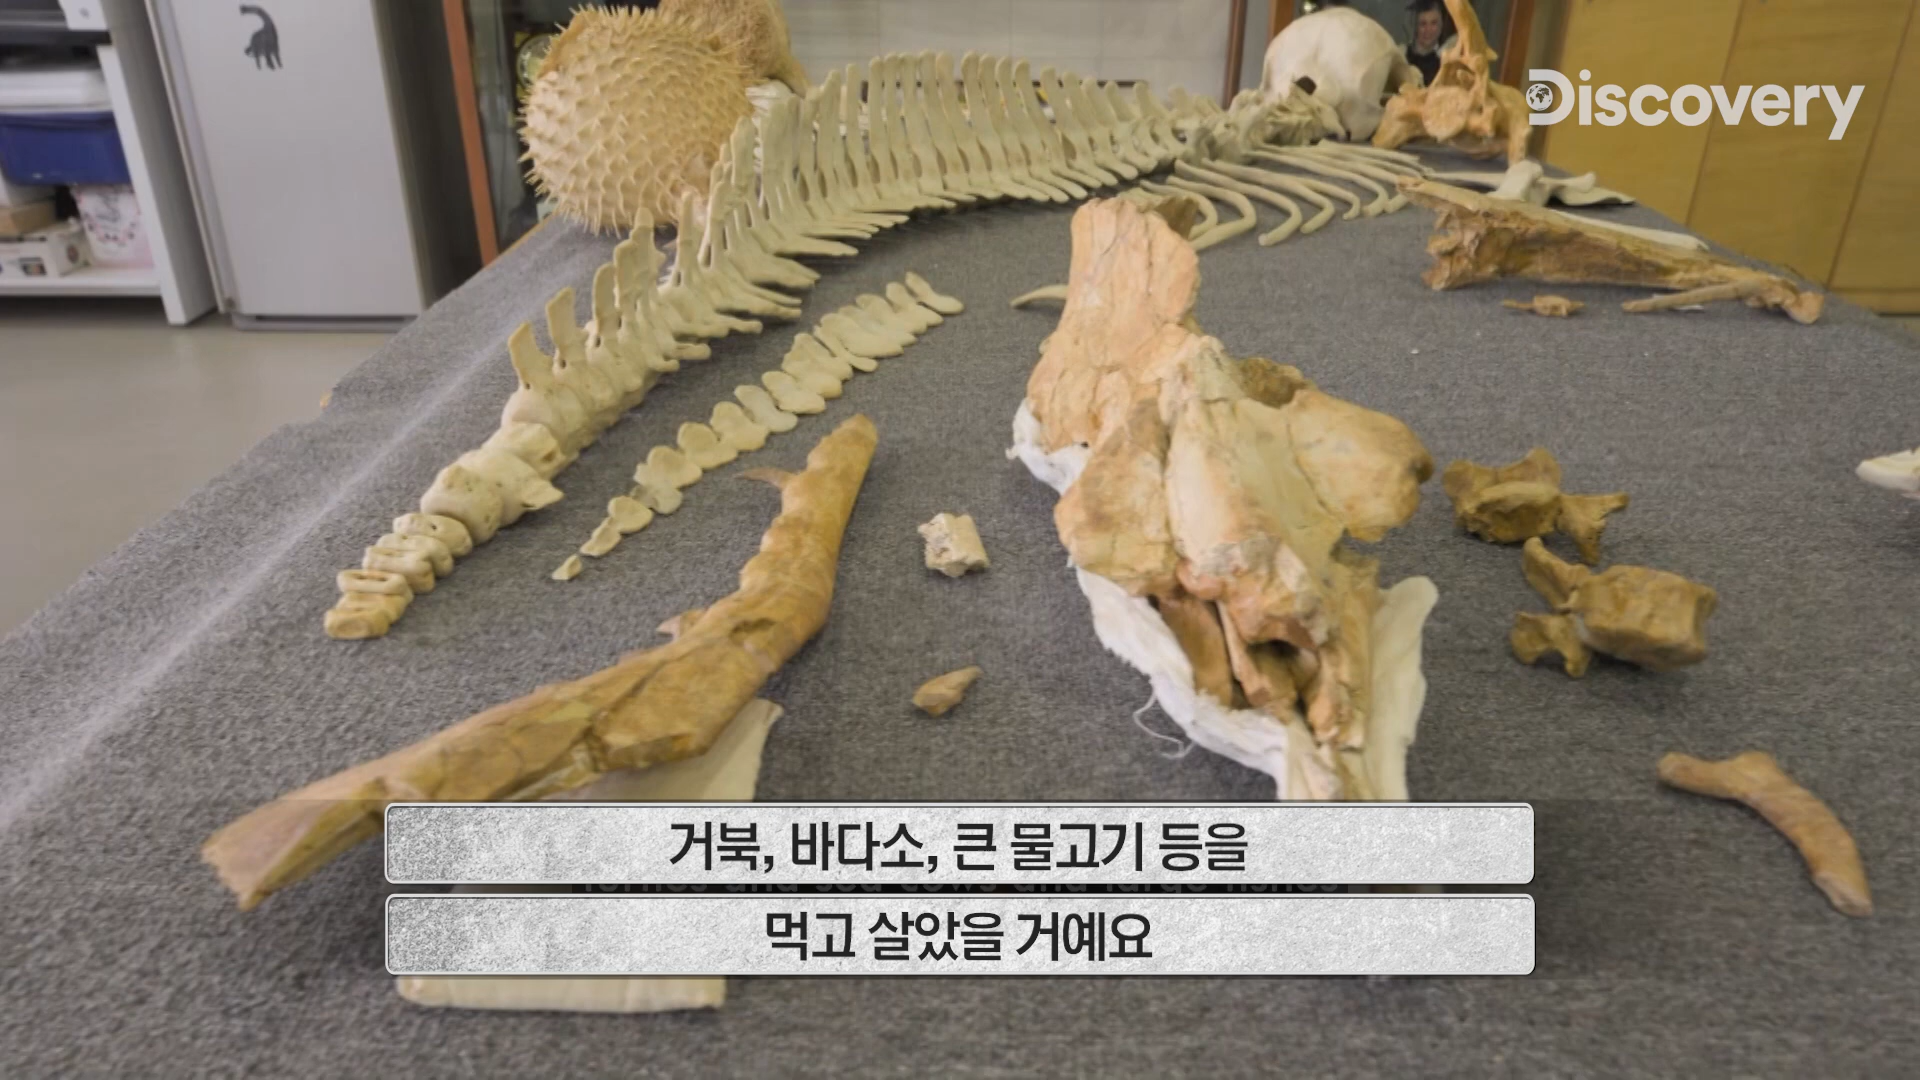 Discovery
거북, 바다소, 큰 물고기 등을
먹고 살았을 거예요